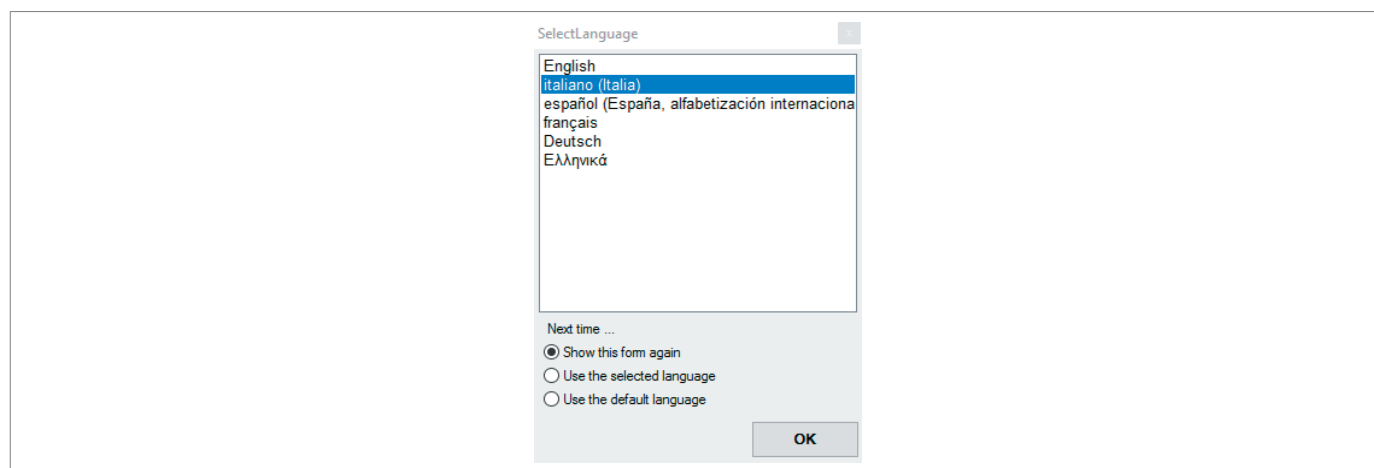 SelectLanguage
x
English
italiano (Italia)
español (España, alfabetización internaciona
français
Deutsch
Ελληνικά
Next time ...
Show this form again
Use the selected language
Use the default language
OK